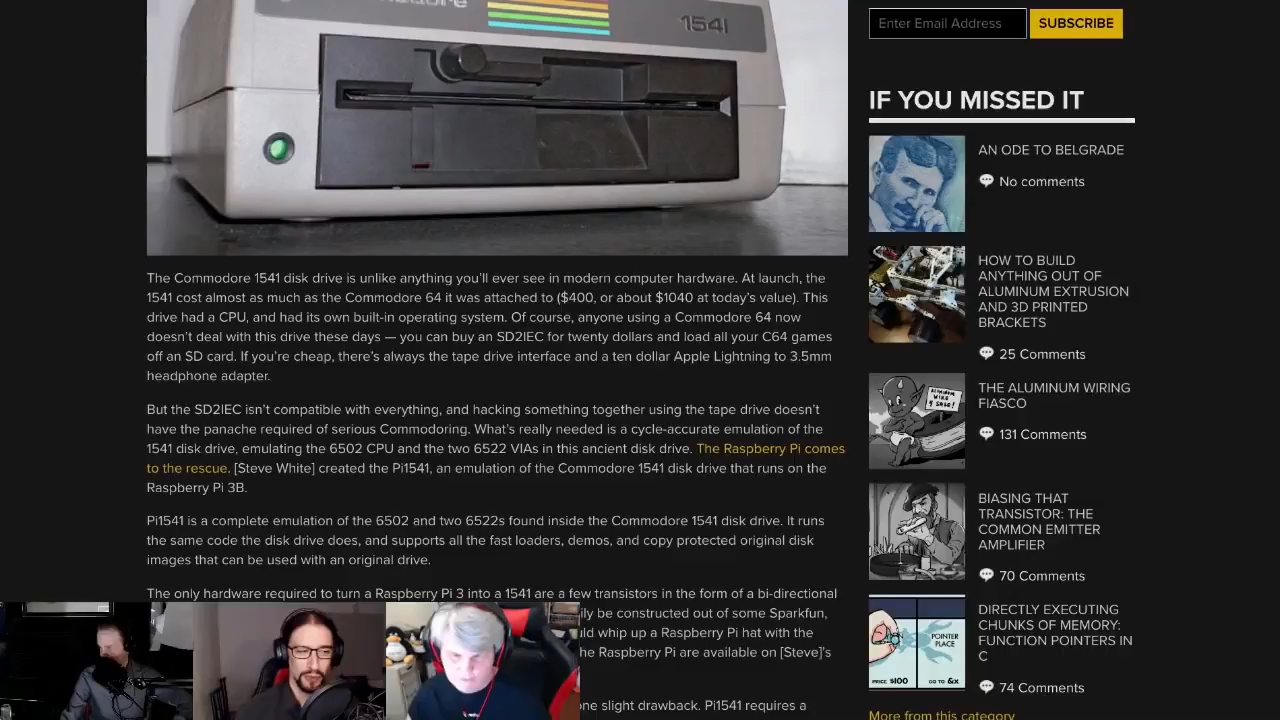 1541
The Commodore 1541 disk drive is unlike anything you'll ever see in modern computer hardware. At launch, the
1541 cost almost as much as the Commodore 64 it was attached to ($400, or about $1040 at today's value). This
drive had a CPU, and had its own built-in operating system. Of course, anyone using a Commodore 64 now
doesn't deal with this drive these days — you can buy an SD2IEC for twenty dollars and load all your C64 games
off an SD card. If you're cheap, there's always the tape drive interface and a ten dollar Apple Lightning to 3.5mm
headphone adapter.
But the SD2IEC isn't compatible with everything, and hacking something together using the tape drive doesn't
have the panache required of serious Commodoring. What's really needed is a cycle-accurate emulation of the
1541 disk drive, emulating the 6502 CPU and the two 6522 VIAs in this ancient disk drive. The Raspberry Pi comes
to the rescue. [Steve White] created the Pi1541, an emulation of the Commodore 1541 disk drive that runs on the
Raspberry Pi 3B.
Pi1541 is a complete emulation of the 6502 and two 6522s found inside the Commodore 1541 disk drive. It runs
the same code the disk drive does, and supports all the fast loaders, demos, and copy protected original disk
images that can be used with an original drive.
The only hardware required to turn a Raspberry Pi 3 into a 1541 are a few transistors in the form of a bi-directional
be constructed out of some Sparkfun,
whip up a Raspberry Pi hat with the
the Raspberry Pi are available on [Steve]'s
one slight drawback. Pi1541 requires a
Enter Email Address
SUBSCRIBE
IF YOU MISSED IT
AN ODE TO BELGRADE
No comments
HOW TO BUILD
ANYTHING OUT OF
ALUMINUM EXTRUSION
AND 3D PRINTED
BRACKETS
25 Comments
ALUMINUM
WIRE
4 SALE!
THE ALUMINUM WIRING
FIASCO
131 Comments
BIASING THAT
TRANSISTOR: THE
COMMON EMITTER
AMPLIFIER
70 Comments
POINTER
PLACE
PRICE $100
GO TO &x
DIRECTLY EXECUTING
CHUNKS OF MEMORY:
FUNCTION POINTERS IN
C
74 Comments
More from this category